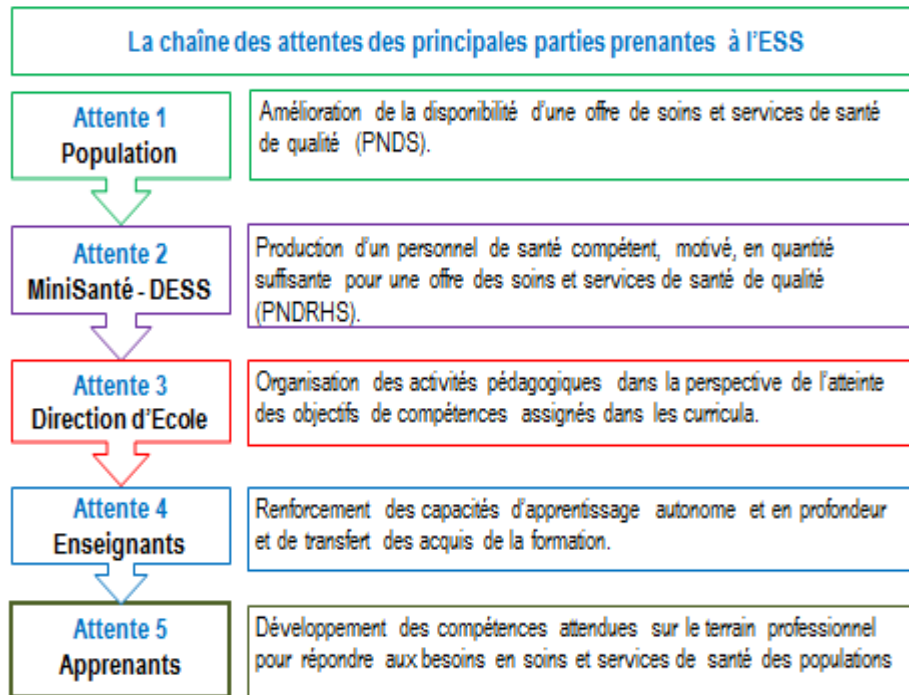 La chaîne des attentes des principales parties prenantes à l'ESS
Attente 1
Population
Amélioration de la disponibilité d'une offre de soins et services de santé
de qualité (PNDS).
Attente 2
MiniSanté - DESS
Production d'un personnel de santé compétent, motivé, en quantité
suffisante pour une offre des soins et services de santé de qualité
(PNDRHS).
Attente 3
Direction d'Ecole
Organisation des activités pédagogiques dans la perspective de l'atteinte
des objectifs de compétences assignés dans les curricula.
Attente 4
Enseignants
Renforcement des capacités d'apprentissage autonome et en profondeur
et de transfert des acquis de la formation.
Attente 5
Apprenants
Développement des compétences attendues sur le terrain professionnel
pour répondre aux besoins en soins et services de santé des populations